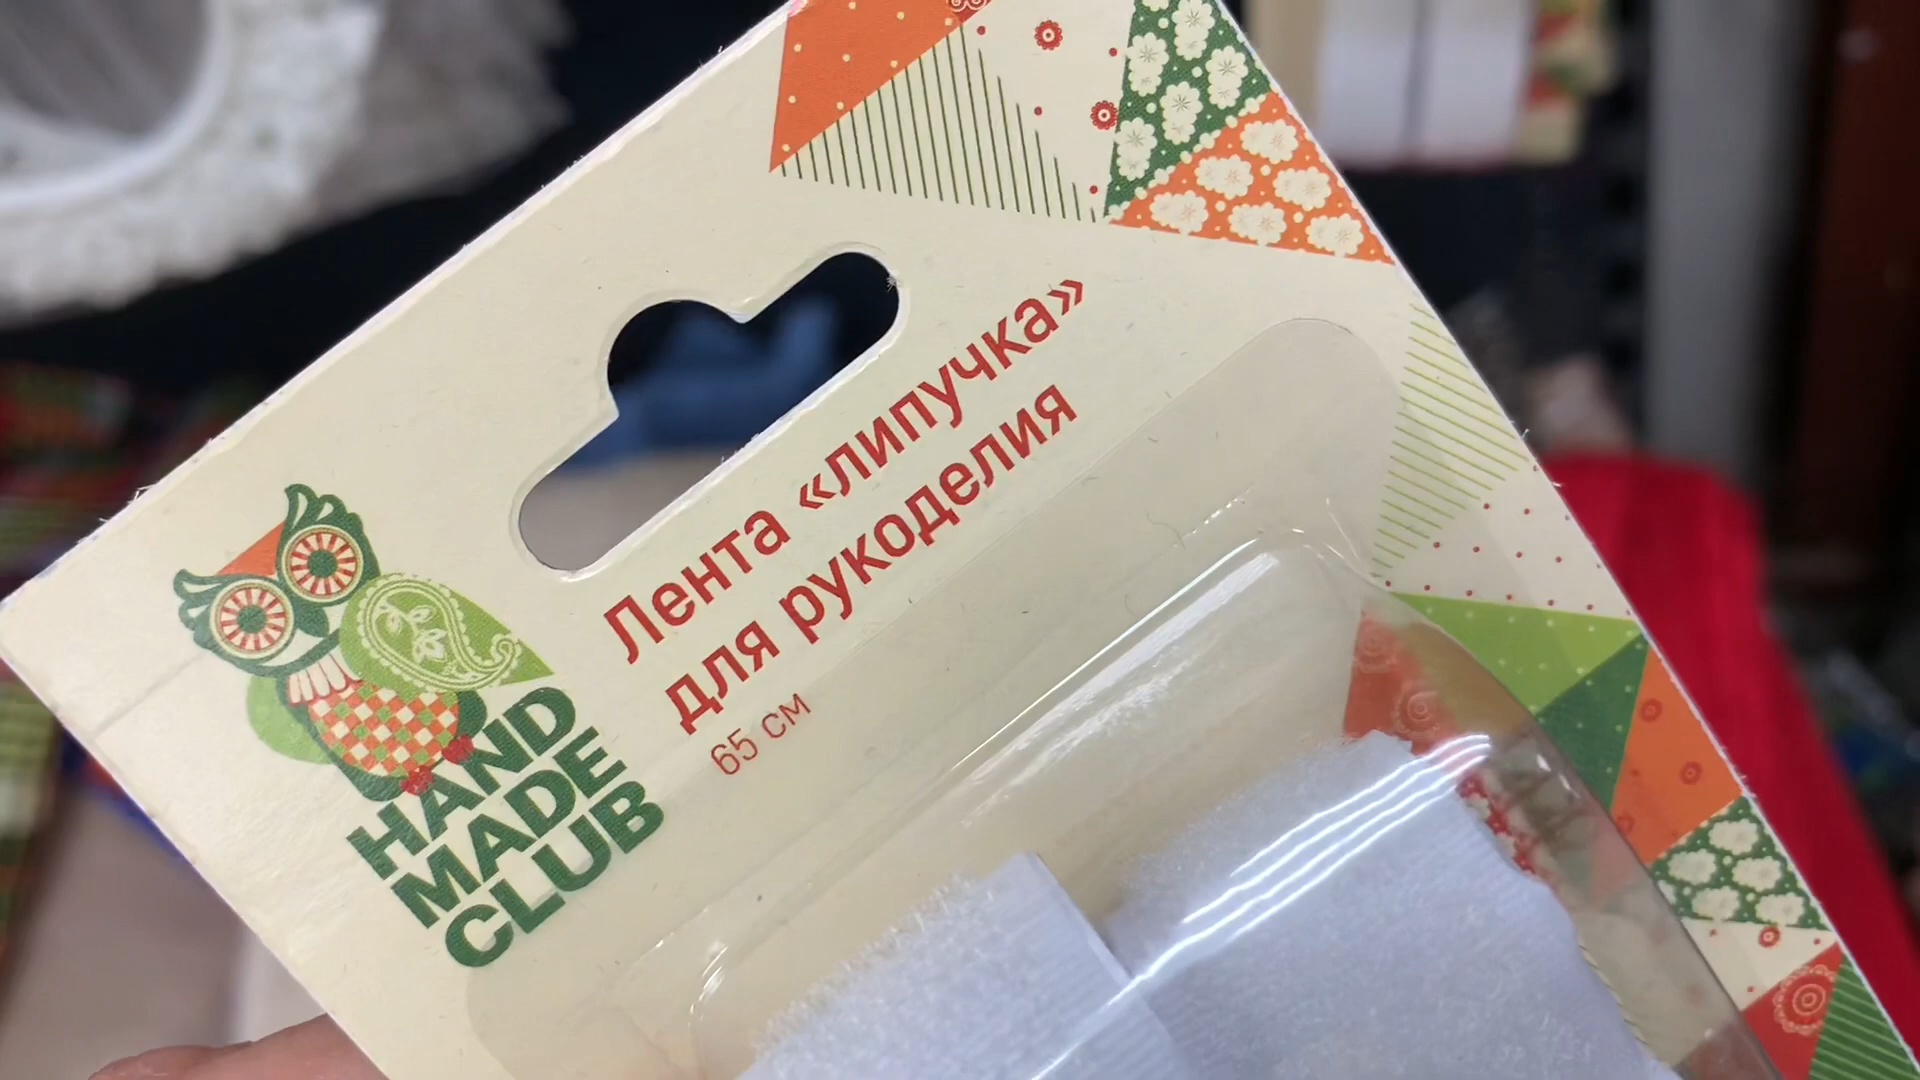 Лента «липучка»
для рукоделия
65 см
HAND
MADE
CLUB